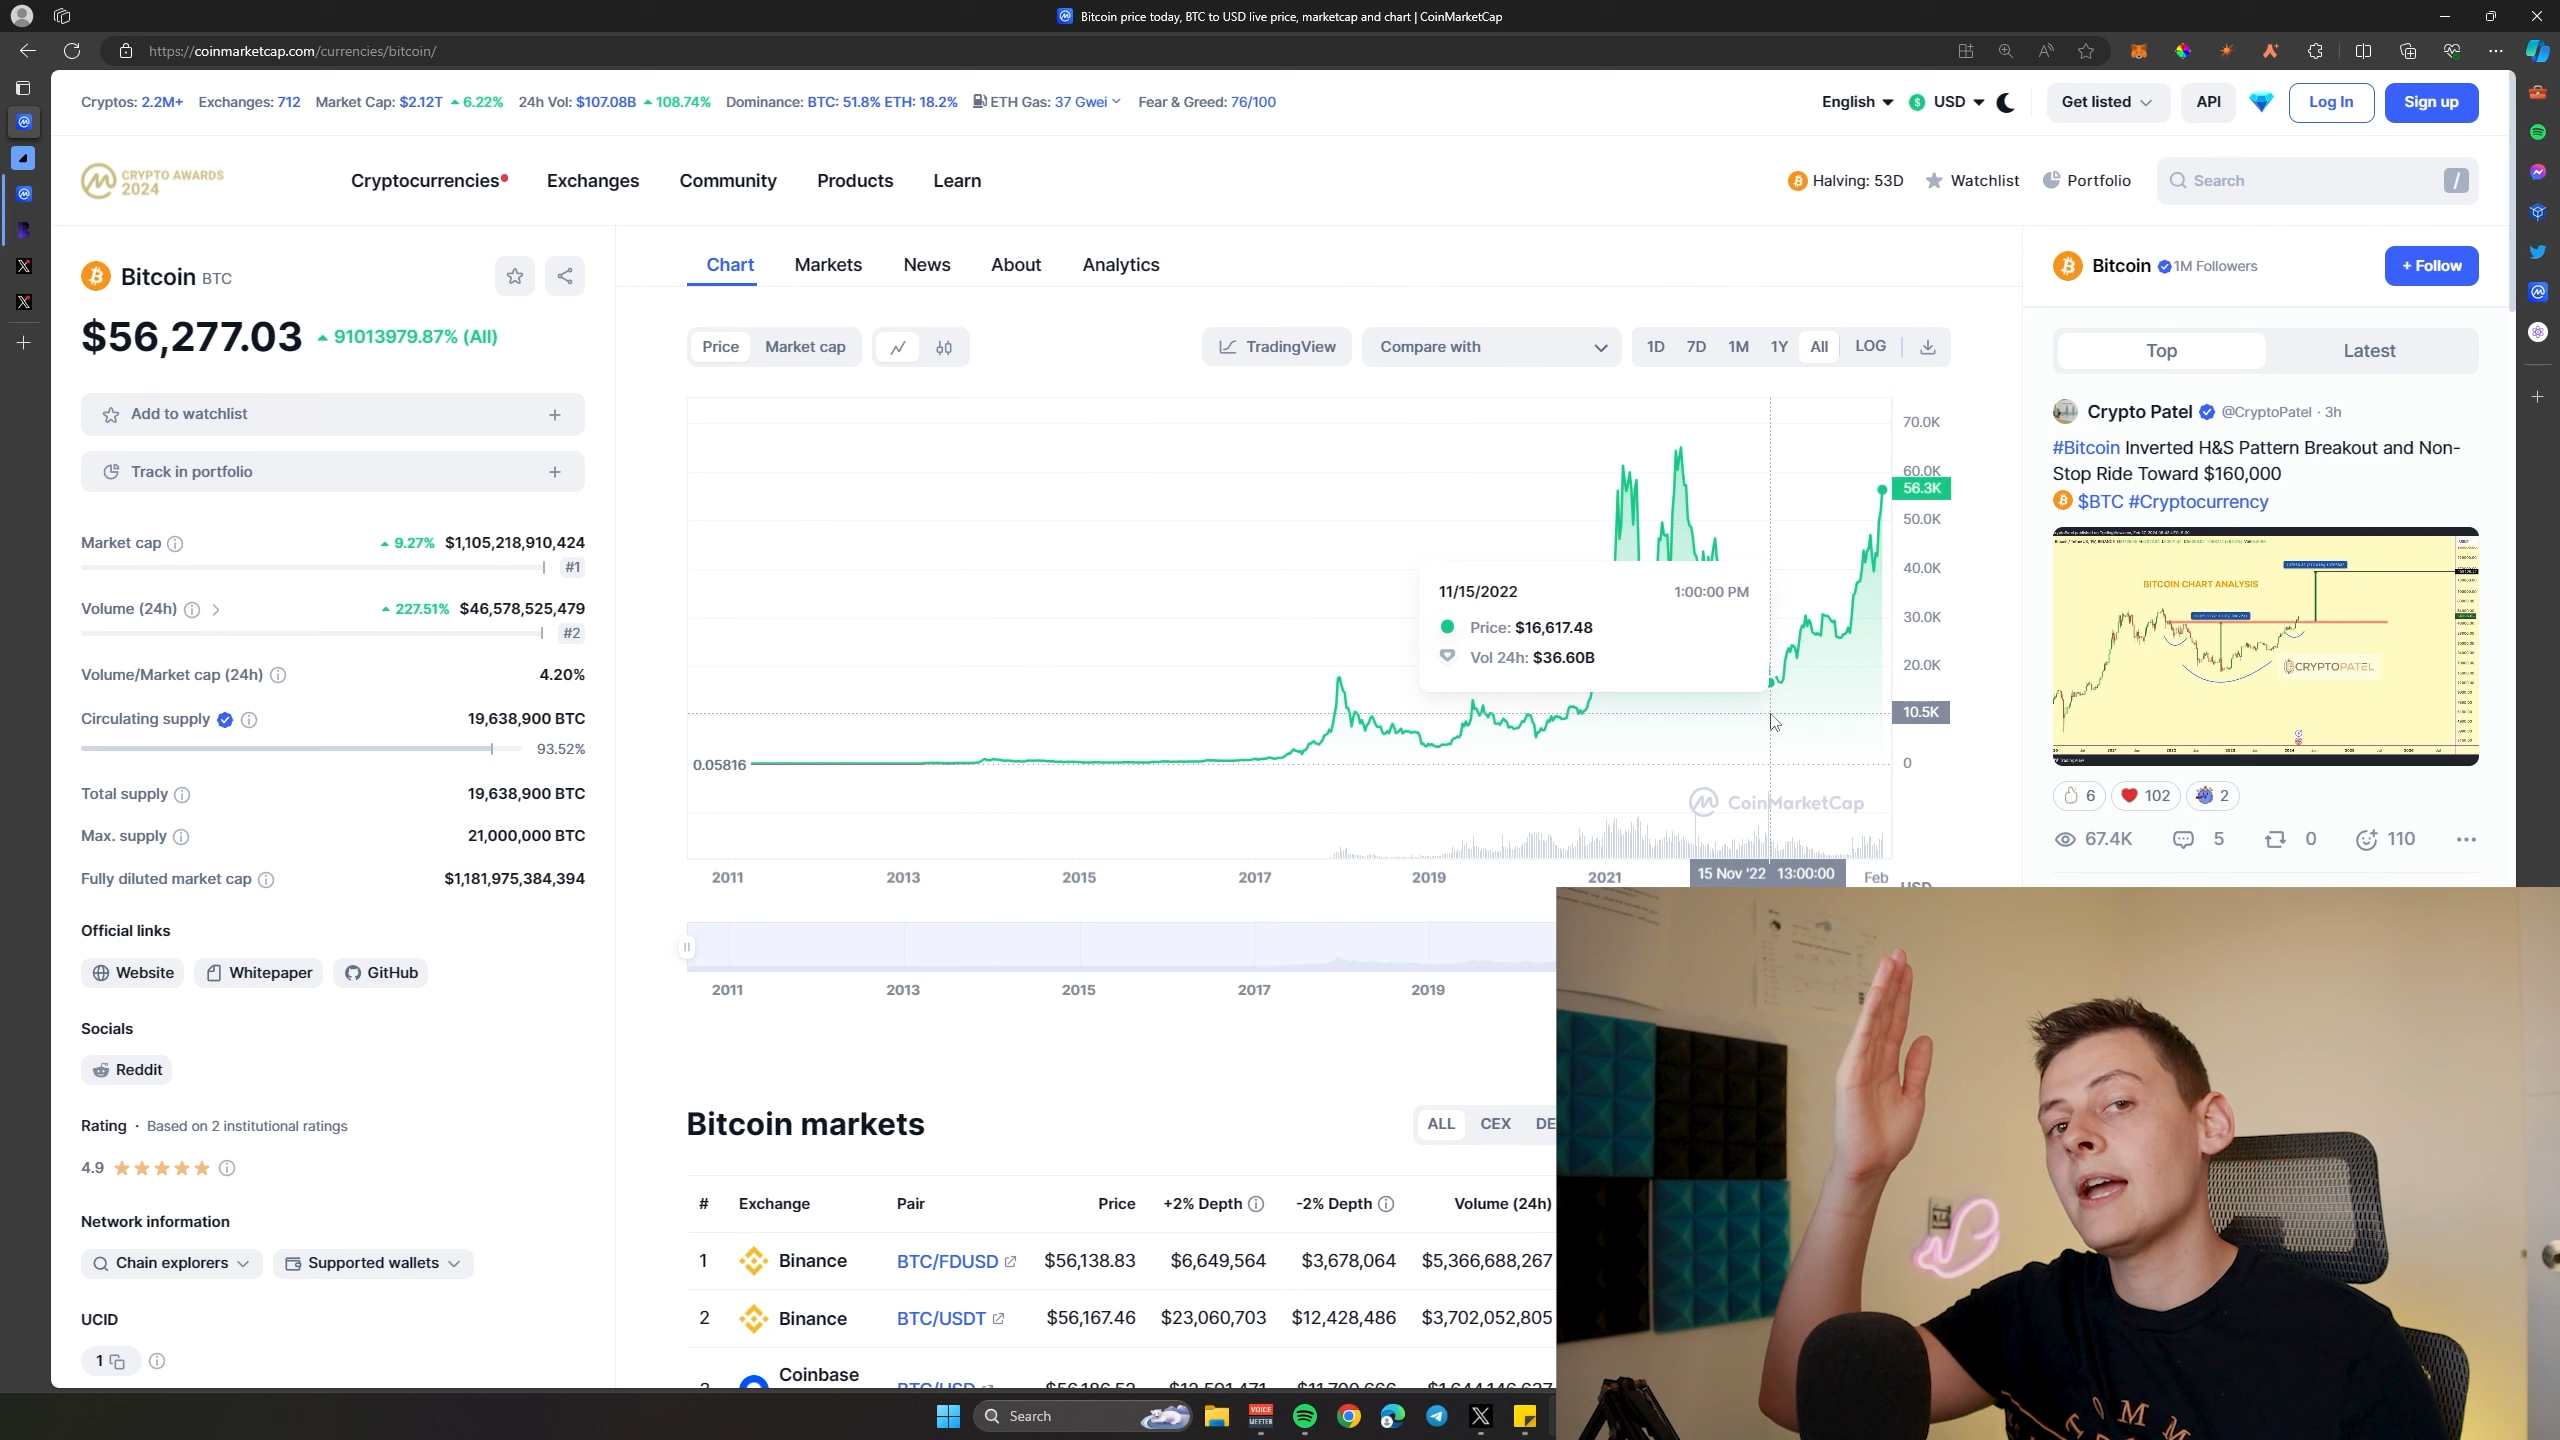 Bitcoin price today, BTC to USD live price, marketcap and chart | CoinMarketCap
https://coinmarketcap.com/currencies/bitcoin/
Cryptos: 2.2M+ Exchanges: 712 Market Cap: $2.12T 6.22% 24h Vol: $107.08B 108.74% Dominance: BTC: 51.8% ETH: 18.2% ETH Gas: 37 Gwei Fear & Greed: 76/100
English USD Get listed API Log In Sign up
CRYPTO AWARDS
2024
Cryptocurrencies Exchanges Community Products Learn
Halving: 53D Watchlist Portfolio Search /
Bitcoin BTC
$56,277.03 91013979.87% (All)
Add to watchlist +
Track in portfolio +
Market cap 9.27% $1,105,218,910,424
#1
Volume (24h) 227.51% $46,578,525,479
#2
Volume/Market cap (24h) 4.20%
Circulating supply 19,638,900 BTC
93.52%
Total supply 19,638,900 BTC
Max. supply 21,000,000 BTC
Fully diluted market cap $1,181,975,384,394
Official links
Website Whitepaper GitHub
Socials
Reddit
Rating · Based on 2 institutional ratings
4.9
Network information
Chain explorers Supported wallets
UCID
1
Chart Markets News About Analytics
Price Market cap TradingView Compare with 1D 7D 1M 1Y All LOG
70.0K
60.0K
56.3K
50.0K
40.0K
30.0K
20.0K
10.5K
0
11/15/2022 1:00:00 PM
Price: $16,617.48
Vol 24h: $36.60B
0.05816
CoinMarketCap
2011 2013 2015 2017 2019 2021 15 Nov '22 13:00:00 Feb
USD
2011 2013 2015 2017 2019
Bitcoin markets ALL CEX DE
# Exchange Pair Price +2% Depth -2% Depth Volume (24h)
1 Binance BTC/FDUSD $56,138.83 $6,649,564 $3,678,064 $5,366,688,267
2 Binance BTC/USDT $56,167.46 $23,060,703 $12,428,486 $3,702,052,805
Coinbase
Bitcoin 1M Followers + Follow
Top Latest
Crypto Patel @CryptoPatel · 3h
#Bitcoin Inverted H&S Pattern Breakout and Non-
Stop Ride Toward $160,000
$BTC #Cryptocurrency
BITCOIN CHART ANALYSIS
CRYPTOPATEL
6 102 2
67.4K 5 0 110
Search
VOICE
MEETER